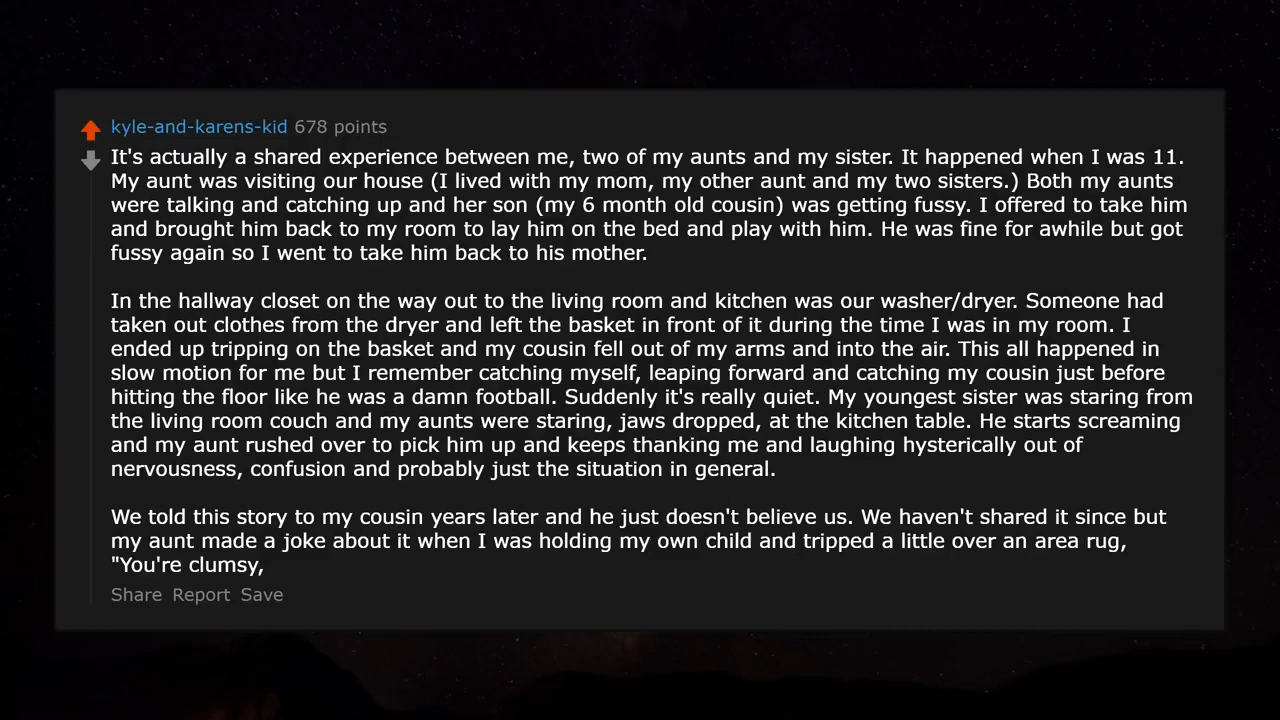 kyle-and-karens-kid 678 points
It's actually a shared experience between me, two of my aunts and my sister. It happened when I was 11.
My aunt was visiting our house (I lived with my mom, my other aunt and my two sisters.) Both my aunts
were talking and catching up and her son (my 6 month old cousin) was getting fussy. I offered to take him
and brought him back to my room to lay him on the bed and play with him. He was fine for awhile but got
fussy again so I went to take him back to his mother.
In the hallway closet on the way out to the living room and kitchen was our washer/dryer. Someone had
taken out clothes from the dryer and left the basket in front of it during the time I was in my room. I
ended up tripping on the basket and my cousin fell out of my arms and into the air. This all happened in
slow motion for me but I remember catching myself, leaping forward and catching my cousin just before
hitting the floor like he was a damn football. Suddenly it's really quiet. My youngest sister was staring from
the living room couch and my aunts were staring, jaws dropped, at the kitchen table. He starts screaming
and my aunt rushed over to pick him up and keeps thanking me and laughing hysterically out of
nervousness, confusion and probably just the situation in general.
We told this story to my cousin years later and he just doesn't believe us. We haven't shared it since but
my aunt made a joke about it when I was holding my own child and tripped a little over an area rug,
"You're clumsy,
Share Report Save